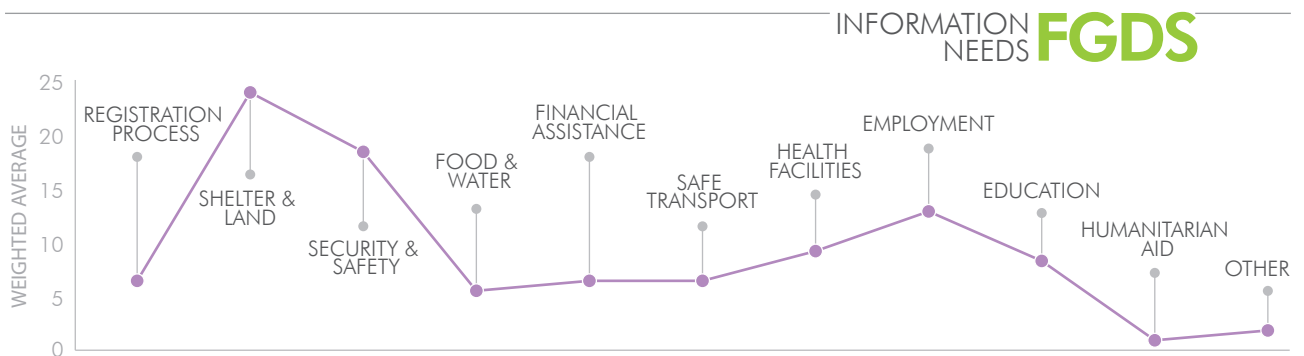 INFORMATION
NEEDS FGDS
WEIGHTED AVERAGE
25
20
15
10
5
0
REGISTRATION
PROCESS
SHELTER &
LAND
SECURITY &
SAFETY
FOOD &
WATER
FINANCIAL
ASSISTANCE
SAFE
TRANSPORT
HEALTH
FACILITIES
EMPLOYMENT
EDUCATION
HUMANITARIAN
AID
OTHER